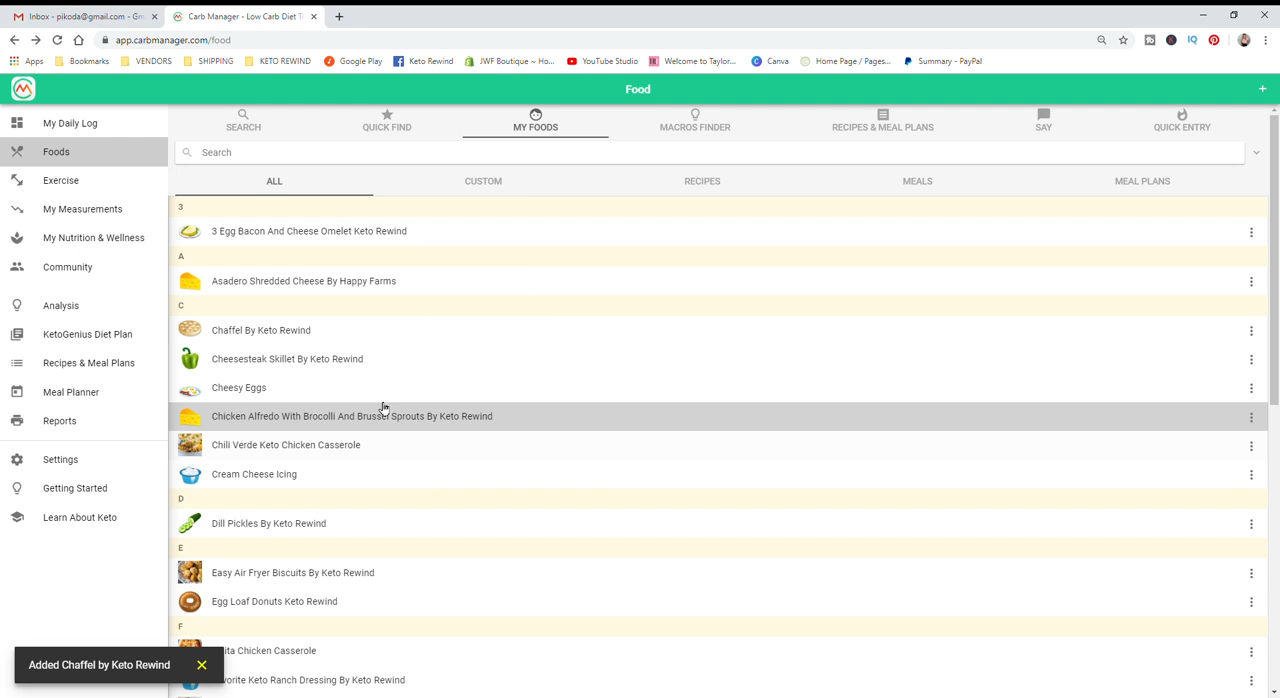 Inbox - pikoda@gmail.com - Gm
Carb Manager - Low Carb Diet Tr
app.carbmanager.com/food
Apps Bookmarks VENDORS SHIPPING KETO REWIND Google Play Keto Rewind JWF Boutique ~ Ho... YouTube Studio Welcome to Taylor... Canva Home Page / Pages... Summary - PayPal
Food
My Daily Log
Foods
Exercise
My Measurements
My Nutrition & Wellness
Community
Analysis
KetoGenius Diet Plan
Recipes & Meal Plans
Meal Planner
Reports
Settings
Getting Started
Learn About Keto
SEARCH QUICK FIND MY FOODS MACROS FINDER RECIPES & MEAL PLANS SAY QUICK ENTRY
Search
ALL CUSTOM RECIPES MEALS MEAL PLANS
3
3 Egg Bacon And Cheese Omelet Keto Rewind
A
Asadero Shredded Cheese By Happy Farms
C
Chaffel By Keto Rewind
Cheesesteak Skillet By Keto Rewind
Cheesy Eggs
Chicken Alfredo With Brocolli And Brussel Sprouts By Keto Rewind
Chili Verde Keto Chicken Casserole
Cream Cheese Icing
D
Dill Pickles By Keto Rewind
E
Easy Air Fryer Biscuits By Keto Rewind
Egg Loaf Donuts Keto Rewind
F
ita Chicken Casserole
vorite Keto Ranch Dressing By Keto Rewind
Added Chaffel by Keto Rewind